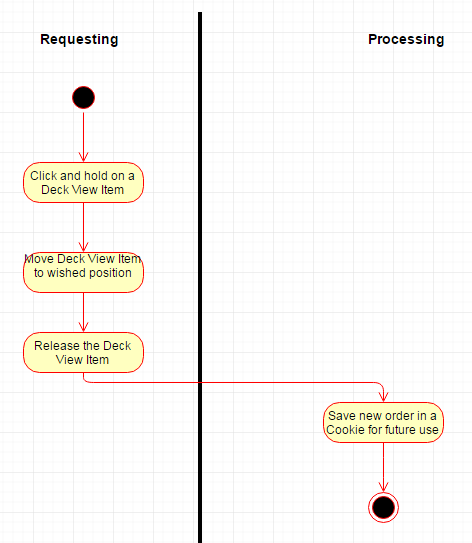 Requesting
Processing
Click and hold on a
Deck View Item
Move Deck View Item
to wished position
Release the Deck
View Item
Save new order in a
Cookie for future use